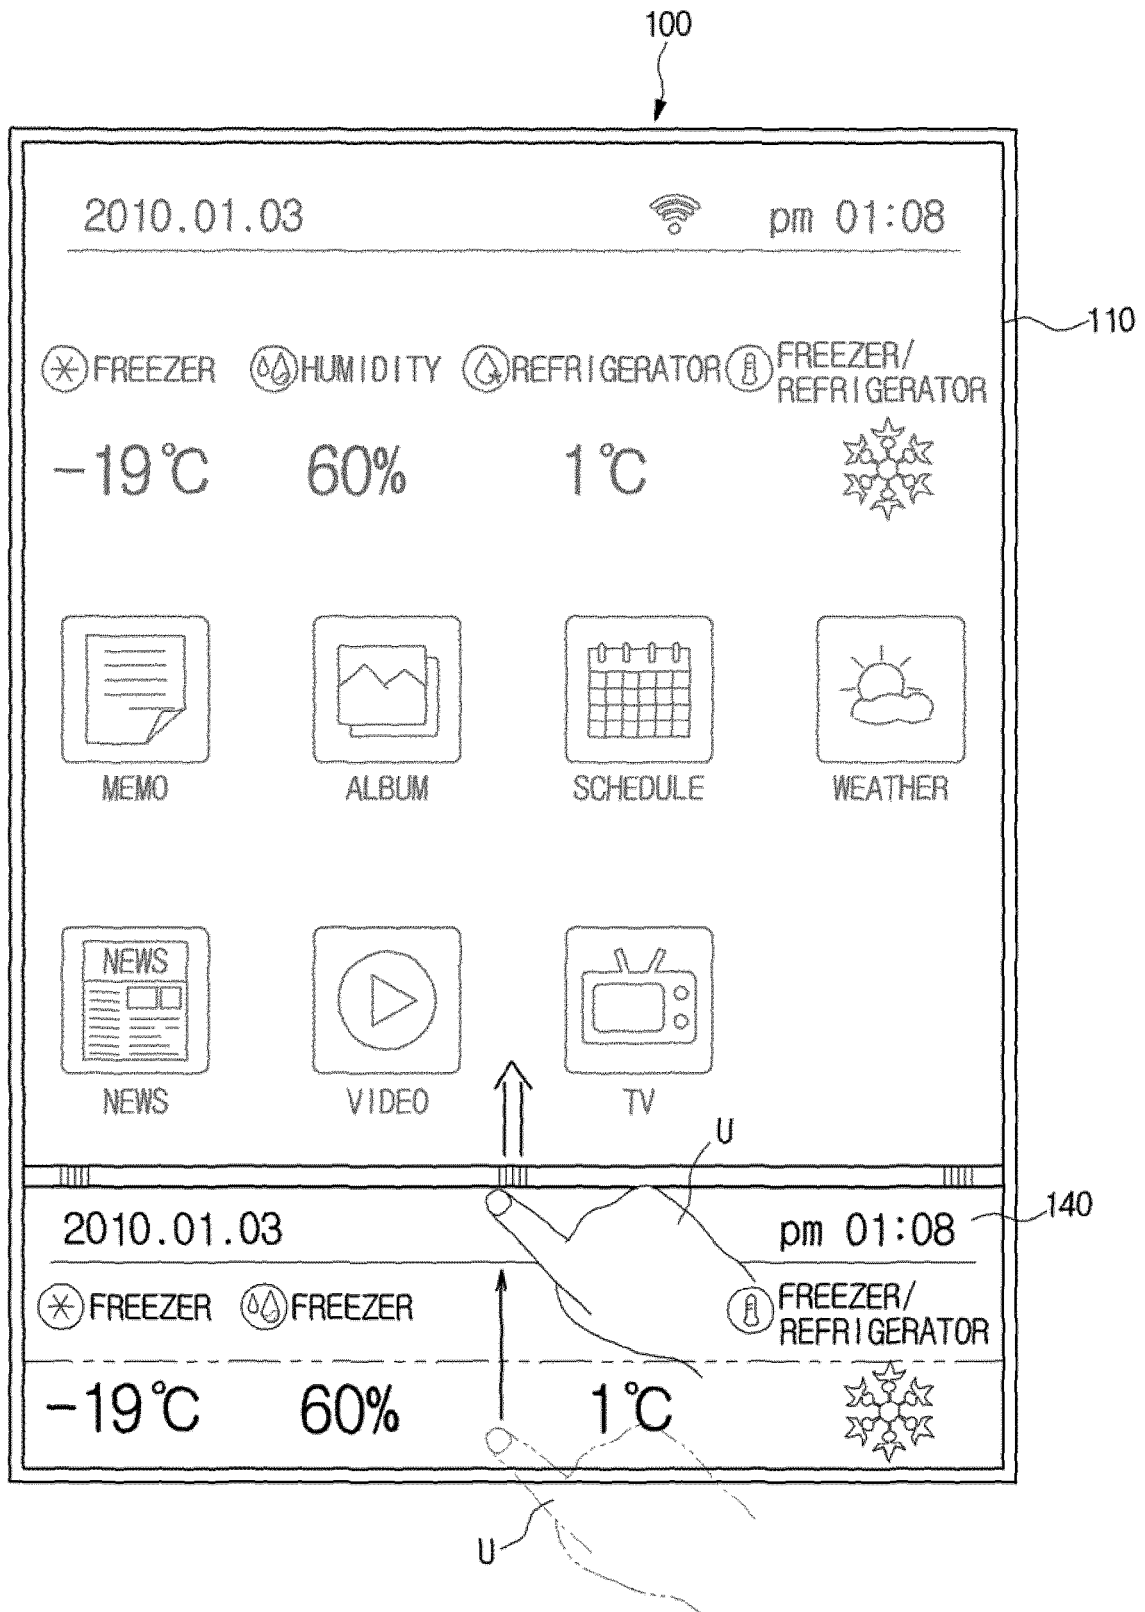 100
2010.01.03 pm 01:08
110
FREEZER HUMIDITY REFRIGERATOR FREEZER/
REFRIGERATOR
-19℃ 60% 1℃
MEMO ALBUM SCHEDULE WEATHER
NEWS
NEWS VIDEO TV
U
140
2010.01.03 pm 01:08
FREEZER FREEZER FREEZER/
REFRIGERATOR
-19℃ 60% 1℃
U